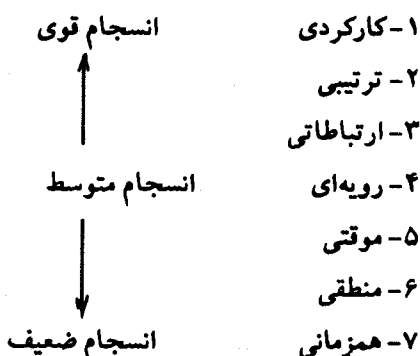 ۱- کارکردی انسجام قوی
۲- ترتیبی
۳- ارتباطاتی
۴- رویه‌ای انسجام متوسط
۵- موقتی
۶- منطقی
۷- همزمانی انسجام ضعیف